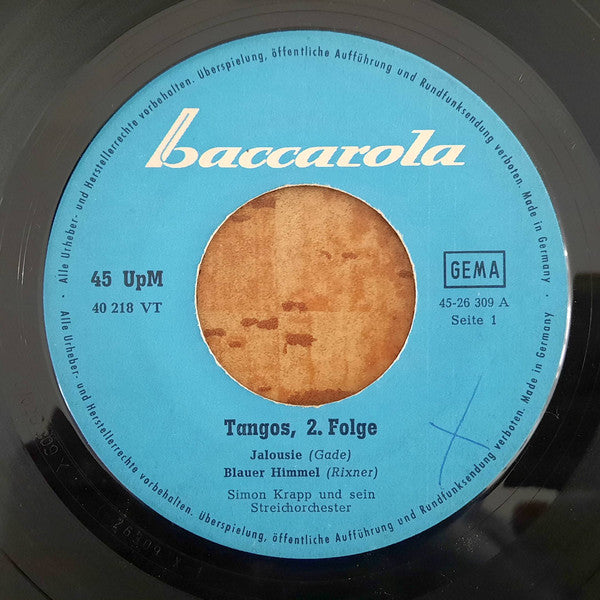 Alle Urheber- und Herstellerrechte vorbehalten. Überspielung, öffentliche Aufführung und Rundfunksendung verboten. Made in Germany
baccarola
45 UpM
40 218 VT
GEMA
45-26 309 A
Seite 1
Tangos, 2. Folge
Jalousie (Gade)
Blauer Himmel (Rixner)
Simon Krapp und sein
Streichorchester
Alle Urheber- und Herstellerrechte vorbehalten. Überspielung, öffentliche Aufführung und Rundfunksendung verboten. Made in Germany